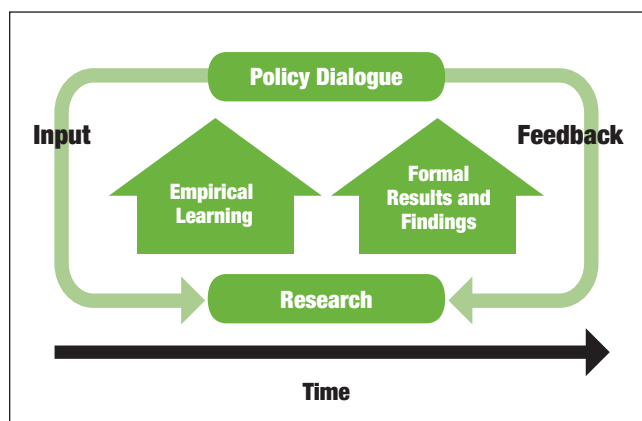 Policy Dialogue
Input
Feedback
Empirical
Learning
Formal
Results and
Findings
Research
Time